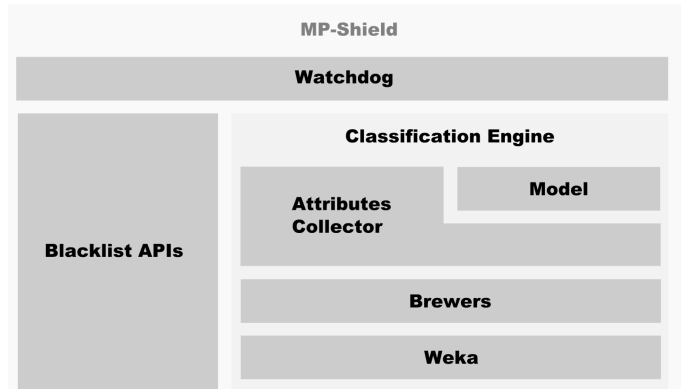 MP-Shield
Watchdog
Classification Engine
Model
Attributes
Collector
Blacklist APIs
Brewers
Weka